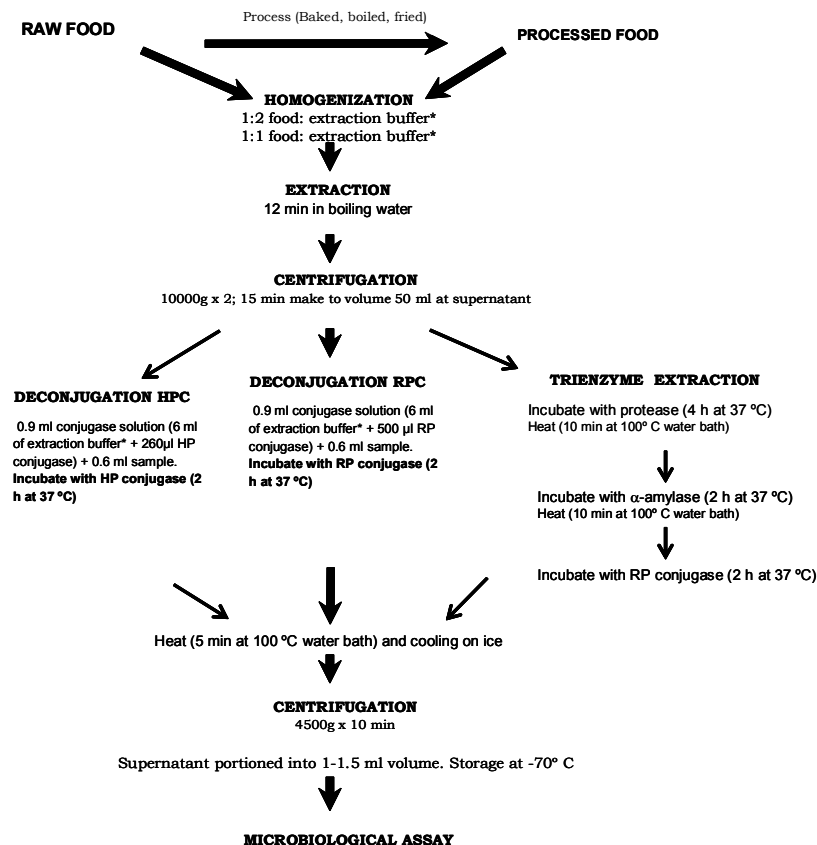 Process (Baked, boiled, fried)
RAW FOOD
PROCESSED FOOD
HOMOGENIZATION
1:2 food: extraction buffer*
1:1 food: extraction buffer*
EXTRACTION
12 min in boiling water
CENTRIFUGATION
10000g x 2; 15 min make to volume 50 ml at supernatant
DECONJUGATION HPC
0.9 ml conjugase solution (6 ml
of extraction buffer* + 260µl HP
conjugase) + 0.6 ml sample.
Incubate with HP conjugase (2
h at 37 ºC)
DECONJUGATION RPC
0.9 ml conjugase solution (6 ml
of extraction buffer* + 500 µl RP
conjugase) + 0.6 ml sample.
Incubate with RP conjugase (2
h at 37 ºC)
TRIENZYME EXTRACTION
Incubate with protease (4 h at 37 ºC)
Heat (10 min at 100º C water bath)
Incubate with α-amylase (2 h at 37 ºC)
Heat (10 min at 100º C water bath)
Incubate with RP conjugase (2 h at 37 ºC)
Heat (5 min at 100 ºC water bath) and cooling on ice
CENTRIFUGATION
4500g x 10 min
Supernatant portioned into 1-1.5 ml volume. Storage at -70º C
MICROBIOLOGICAL ASSAY